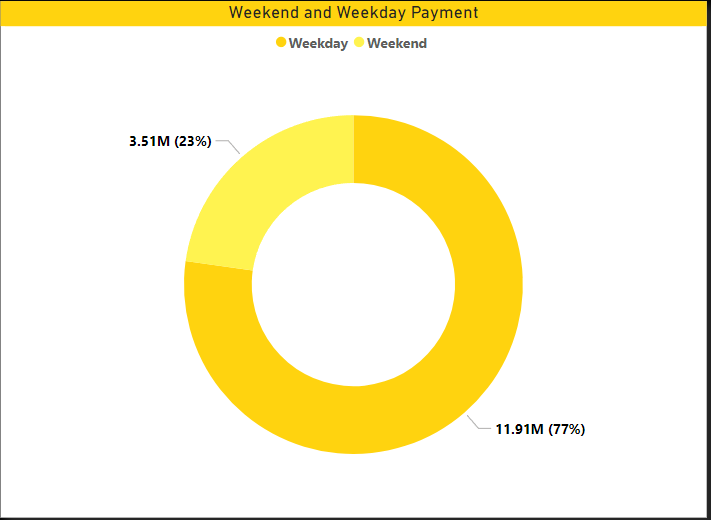 Weekend and Weekday Payment
Weekday Weekend
3.51M (23%)
11.91M (77%)